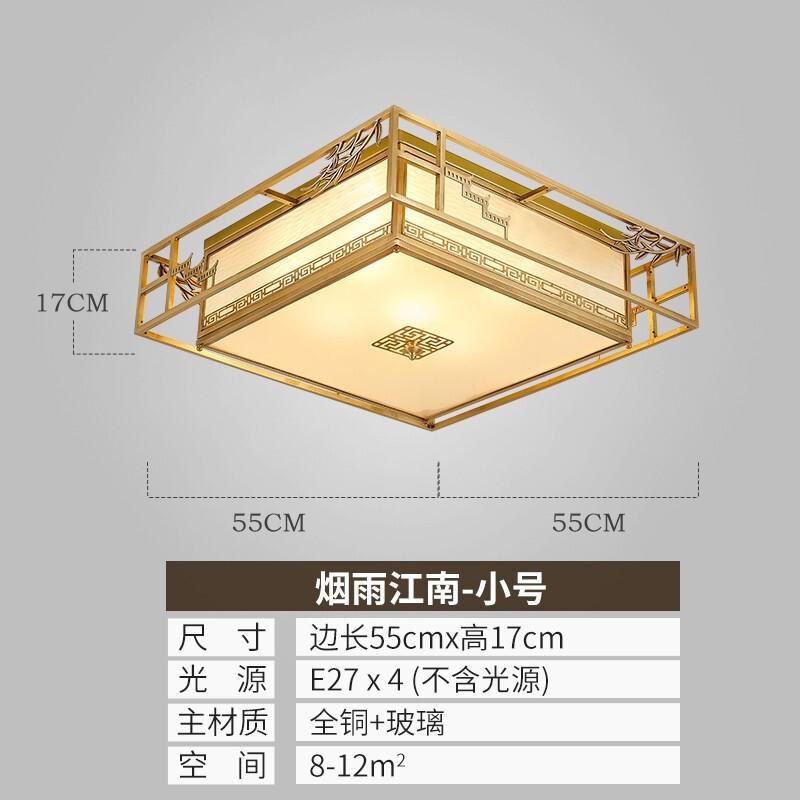 17CM
55CM
55CM
烟雨江南-小号
尺 寸 边长55cmx高17cm
光 源 E27 x 4 (不含光源)
主材质 全铜+玻璃
空 间 8-12m²